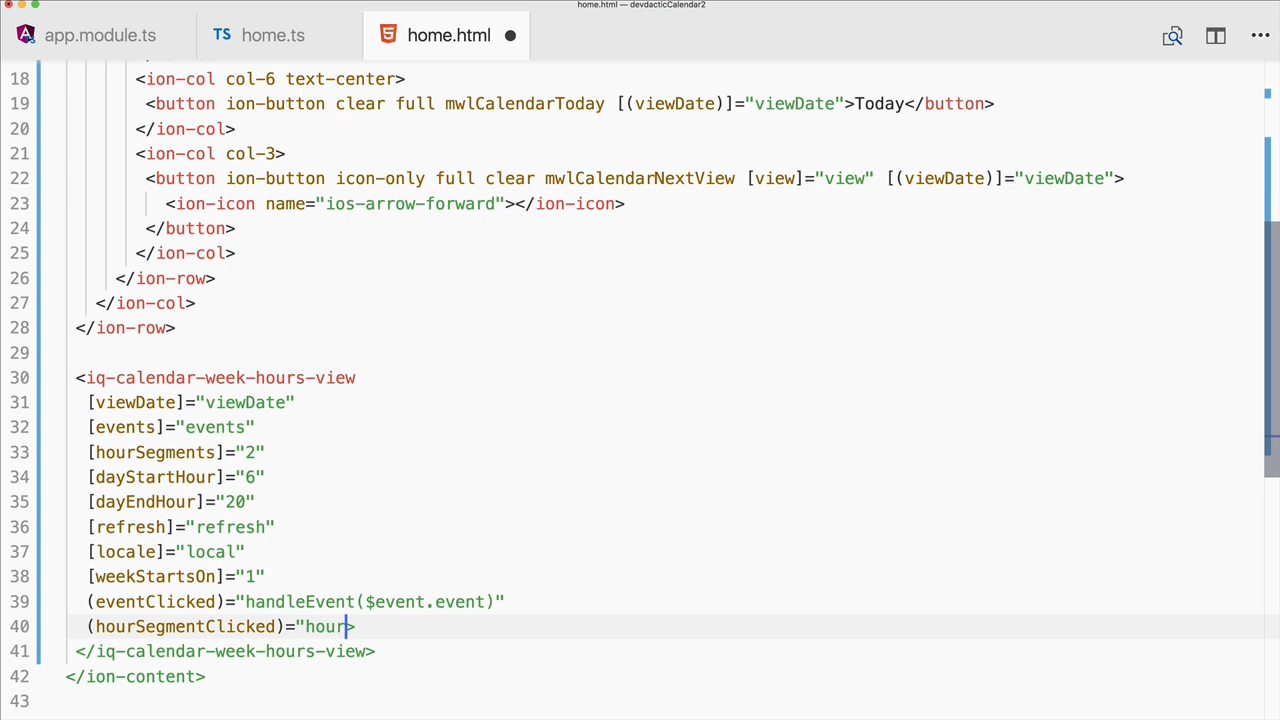 home.html — devdacticCalendar2
app.module.ts
TS home.ts
home.html
18 <ion-col col-6 text-center>
19 <button ion-button clear full mwlCalendarToday [(viewDate)]="viewDate">Today</button>
20 </ion-col>
21 <ion-col col-3>
22 <button ion-button icon-only full clear mwlCalendarNextView [view]="view" [(viewDate)]="viewDate">
23 <ion-icon name="ios-arrow-forward"></ion-icon>
24 </button>
25 </ion-col>
26 </ion-row>
27 </ion-col>
28 </ion-row>
29
30 <iq-calendar-week-hours-view
31 [viewDate]="viewDate"
32 [events]="events"
33 [hourSegments]="2"
34 [dayStartHour]="6"
35 [dayEndHour]="20"
36 [refresh]="refresh"
37 [locale]="local"
38 [weekStartsOn]="1"
39 (eventClicked)="handleEvent($event.event)"
40 (hourSegmentClicked)="hour>
41 </iq-calendar-week-hours-view>
42 </ion-content>
43